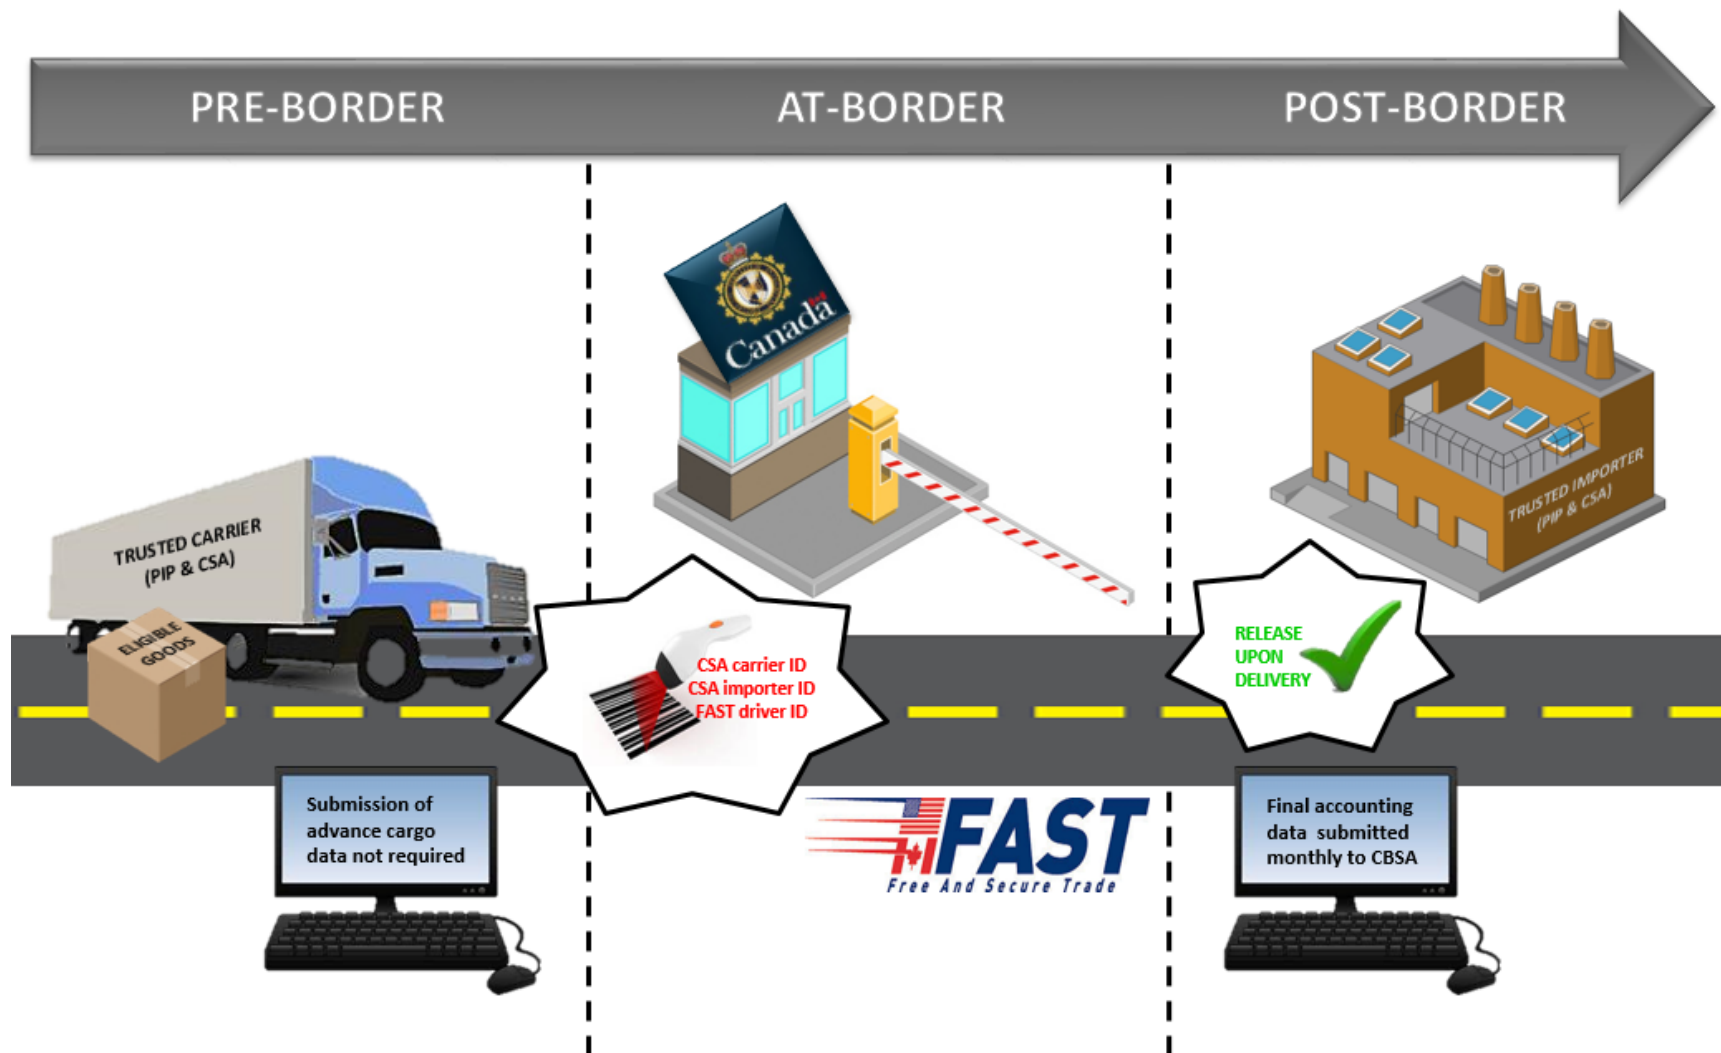 PRE-BORDER
AT-BORDER
POST-BORDER
Canada
TRUSTED CARRIER
(PIP & CSA)
ELIGIBLE
GOODS
TRUSTED IMPORTER
(PIP & CSA)
CSA carrier ID
CSA importer ID
FAST driver ID
RELEASE
UPON
DELIVERY
Submission of
advance cargo
data not required
FAST
Free And Secure Trade
Final accounting
data submitted
monthly to CBSA